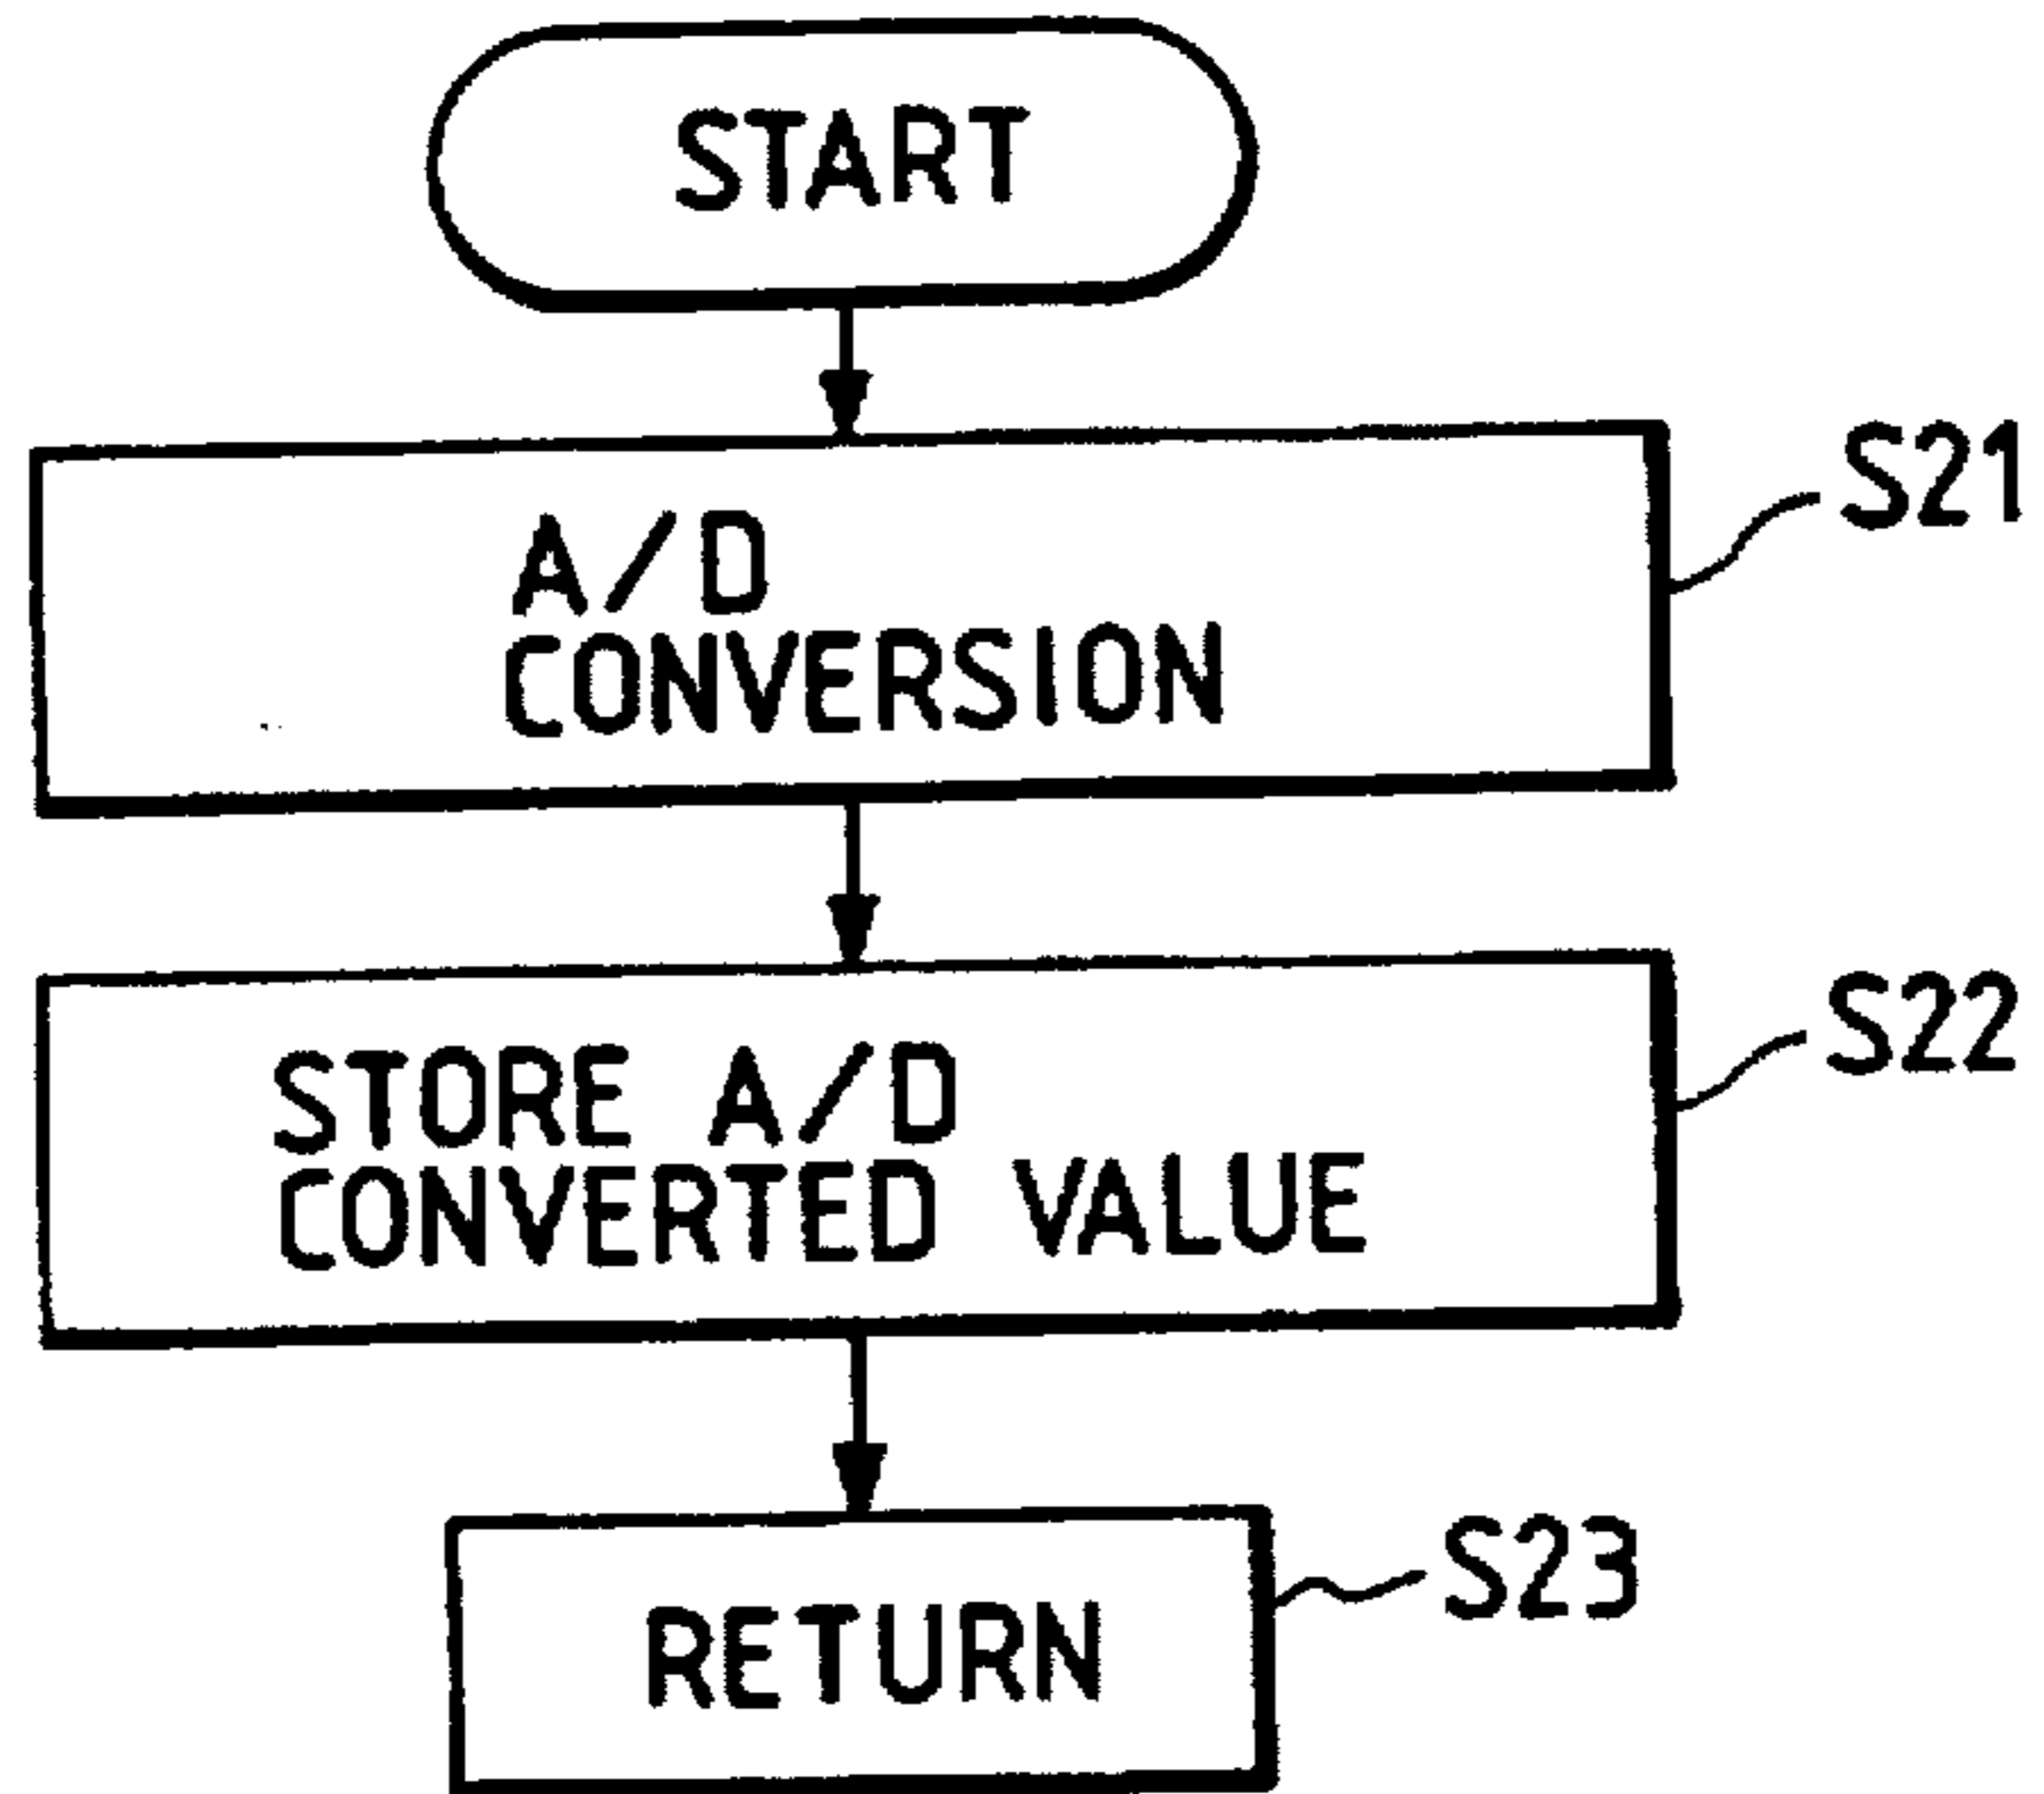 START
A/D
CONVERSION
S21
STORE A/D
CONVERTED VALUE
S22
RETURN
S23